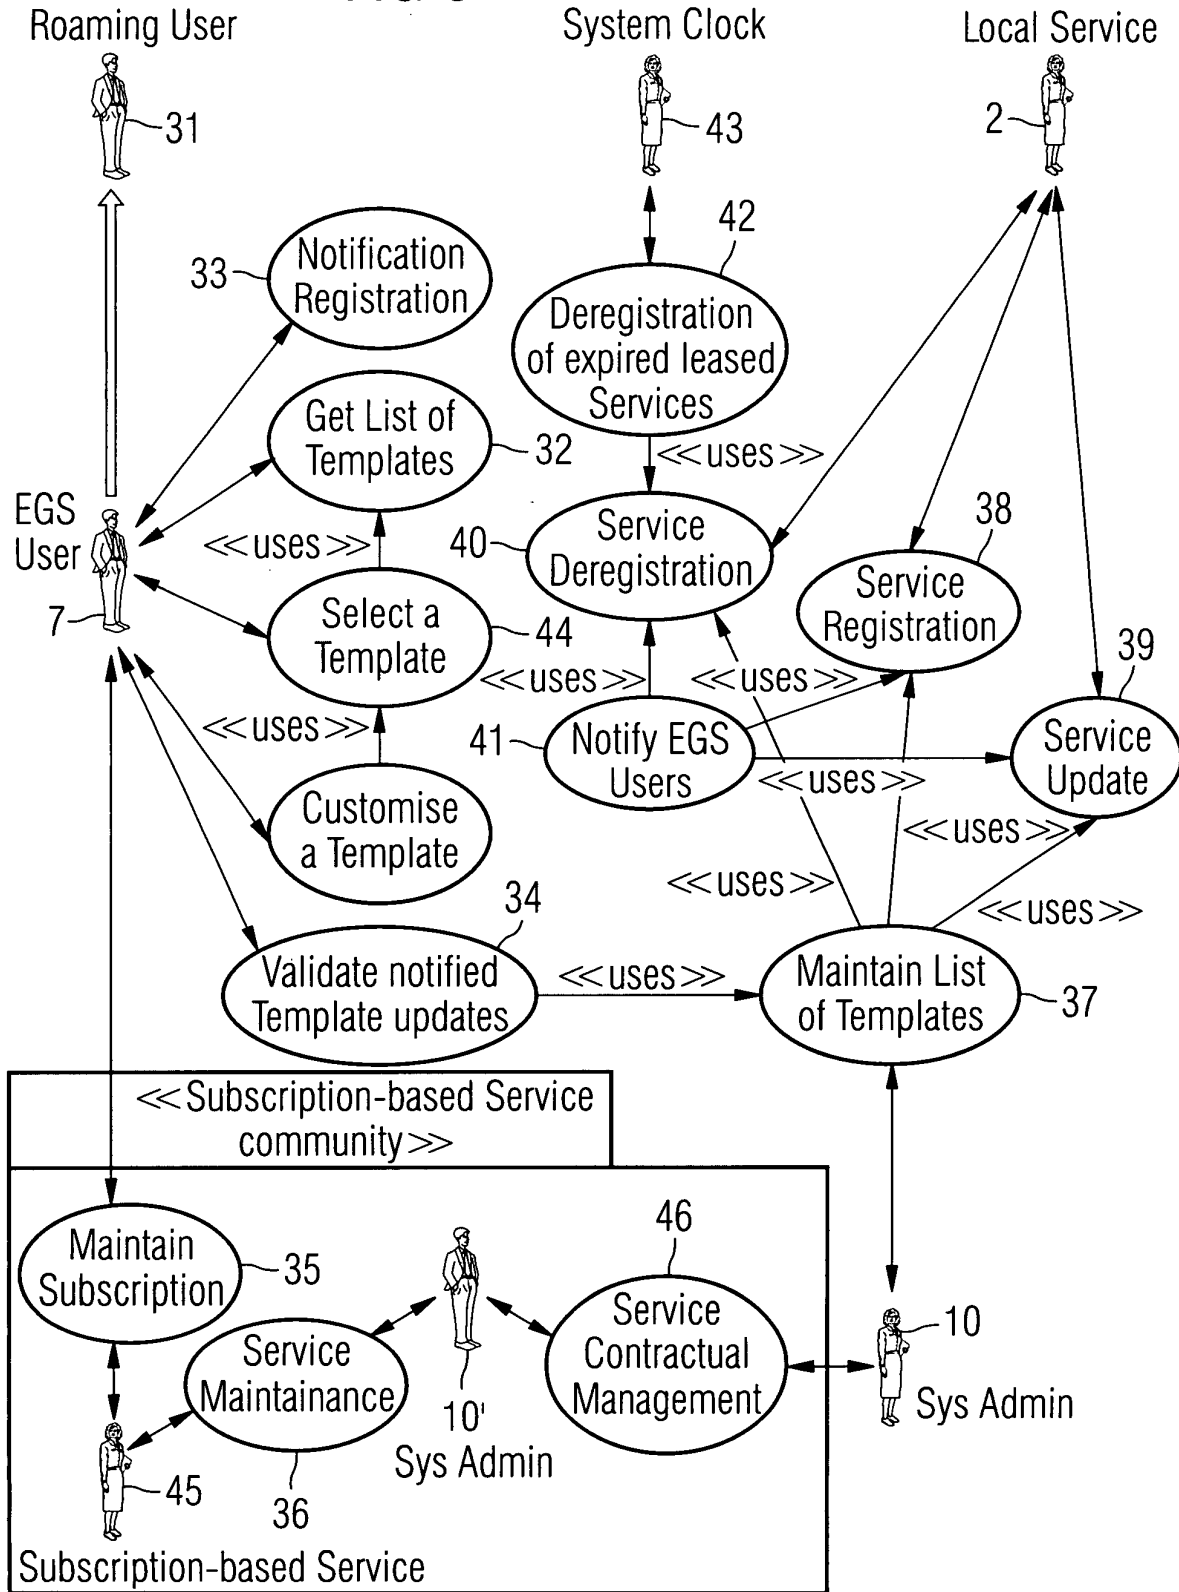 Roaming User
System Clock
Local Service
31
43
2
42
33
Notification
Registration
Deregistration
of expired leased
Services
Get List of
Templates
32
<<uses>>
EGS
User
7
<<uses>>
40
Service
Deregistration
38
Service
Registration
Select a
Template
44
39
<<uses>>
<<uses>>
<<uses>>
41
Notify EGS
Users
Service
Update
<<uses>>
Customise
a Template
<<uses>>
<<uses>>
<<uses>>
34
Validate notified
Template updates
<<uses>>
Maintain List
of Templates
37
<<Subscription-based Service
community>>
Maintain
Subscription
35
46
Service
Contractual
Management
Service
Maintainance
36
10'
Sys Admin
10
Sys Admin
45
Subscription-based Service